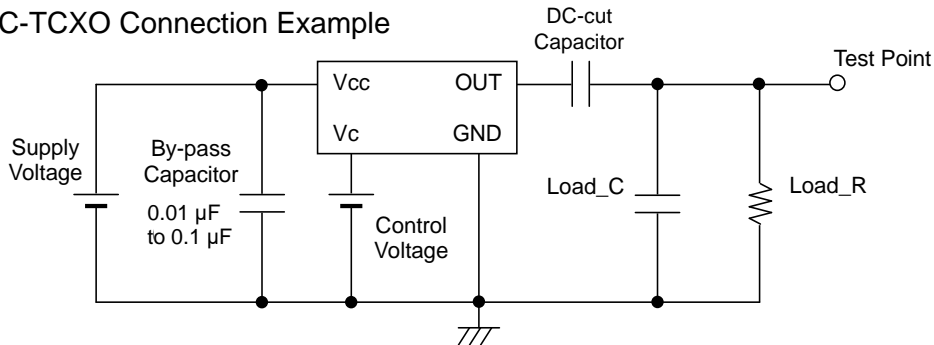 C-TCXO Connection Example
DC-cut
Capacitor
Test Point
Vcc
OUT
Vc
GND
Supply
Voltage
By-pass
Capacitor
0.01 µF
to 0.1 µF
Control
Voltage
Load_C
Load_R